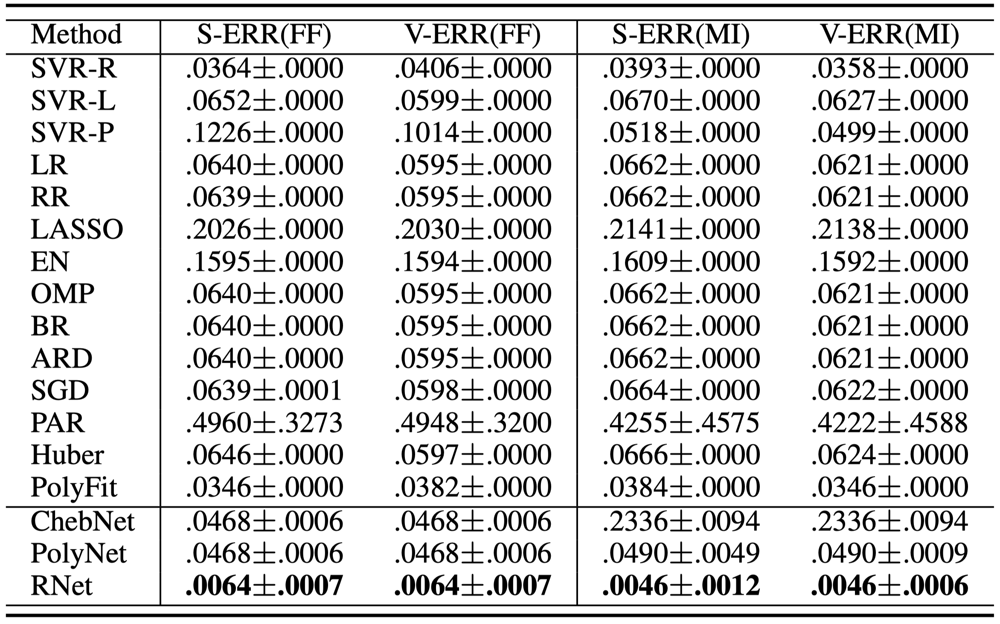 Method S-ERR(FF) V-ERR(FF) S-ERR(MI) V-ERR(MI)
SVR-R .0364±.0000 .0406±.0000 .0393±.0000 .0358±.0000
SVR-L .0652±.0000 .0599±.0000 .0670±.0000 .0627±.0000
SVR-P .1226±.0000 .1014±.0000 .0518±.0000 .0499±.0000
LR .0640±.0000 .0595±.0000 .0662±.0000 .0621±.0000
RR .0639±.0000 .0595±.0000 .0662±.0000 .0621±.0000
LASSO .2026±.0000 .2030±.0000 .2141±.0000 .2138±.0000
EN .1595±.0000 .1594±.0000 .1609±.0000 .1592±.0000
OMP .0640±.0000 .0595±.0000 .0662±.0000 .0621±.0000
BR .0640±.0000 .0595±.0000 .0662±.0000 .0621±.0000
ARD .0640±.0000 .0595±.0000 .0662±.0000 .0621±.0000
SGD .0639±.0001 .0598±.0000 .0664±.0000 .0622±.0000
PAR .4960±.3273 .4948±.3200 .4255±.4575 .4222±.4588
Huber .0646±.0000 .0597±.0000 .0666±.0000 .0624±.0000
PolyFit .0346±.0000 .0382±.0000 .0384±.0000 .0346±.0000
ChebNet .0468±.0006 .0468±.0006 .2336±.0094 .2336±.0094
PolyNet .0468±.0006 .0468±.0006 .0490±.0049 .0490±.0009
RNet .0064±.0007 .0064±.0007 .0046±.0012 .0046±.0006